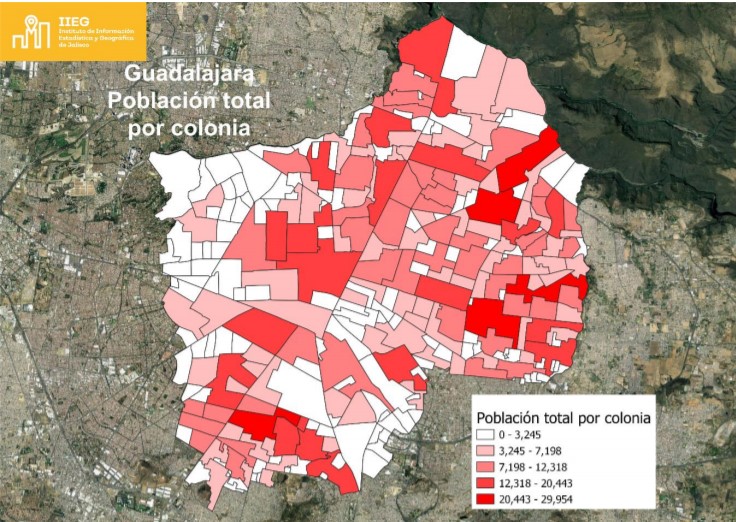 IIEG
Instituto de Información
Estadística y Geográfica
de Jalisco
Guadalajara
Población total
por colonia
Población total por colonia
0 - 3,245
3,245 - 7,198
7,198 - 12,318
12,318 - 20,443
20,443 - 29,954